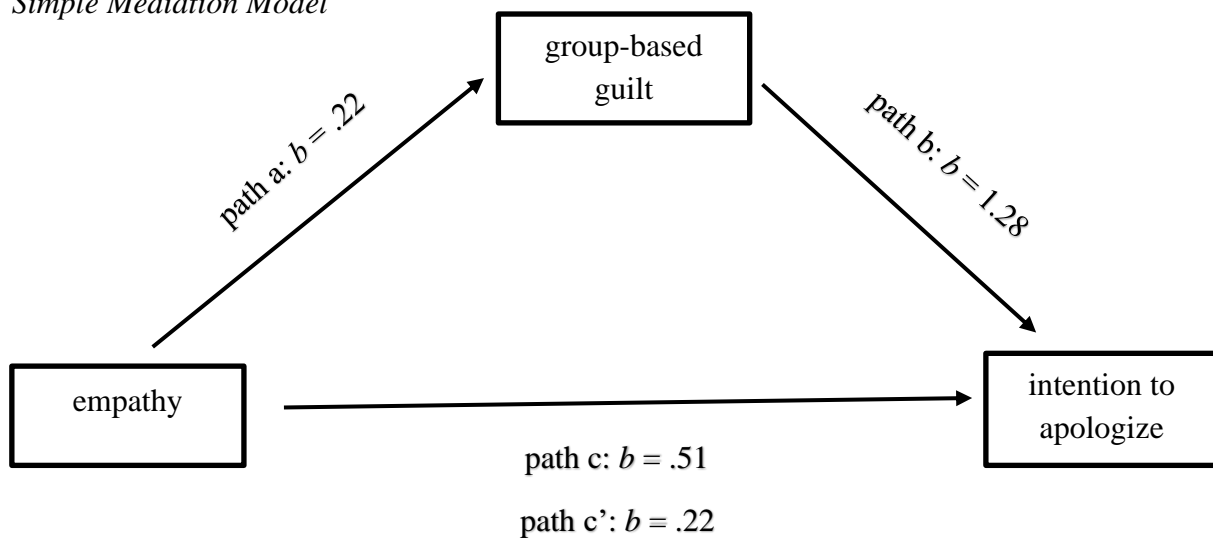 Simple Mediation Model
group-based
guilt
path a: b = .22
path b: b = 1.28
empathy
intention to
apologize
path c: b = .51
path c’: b = .22